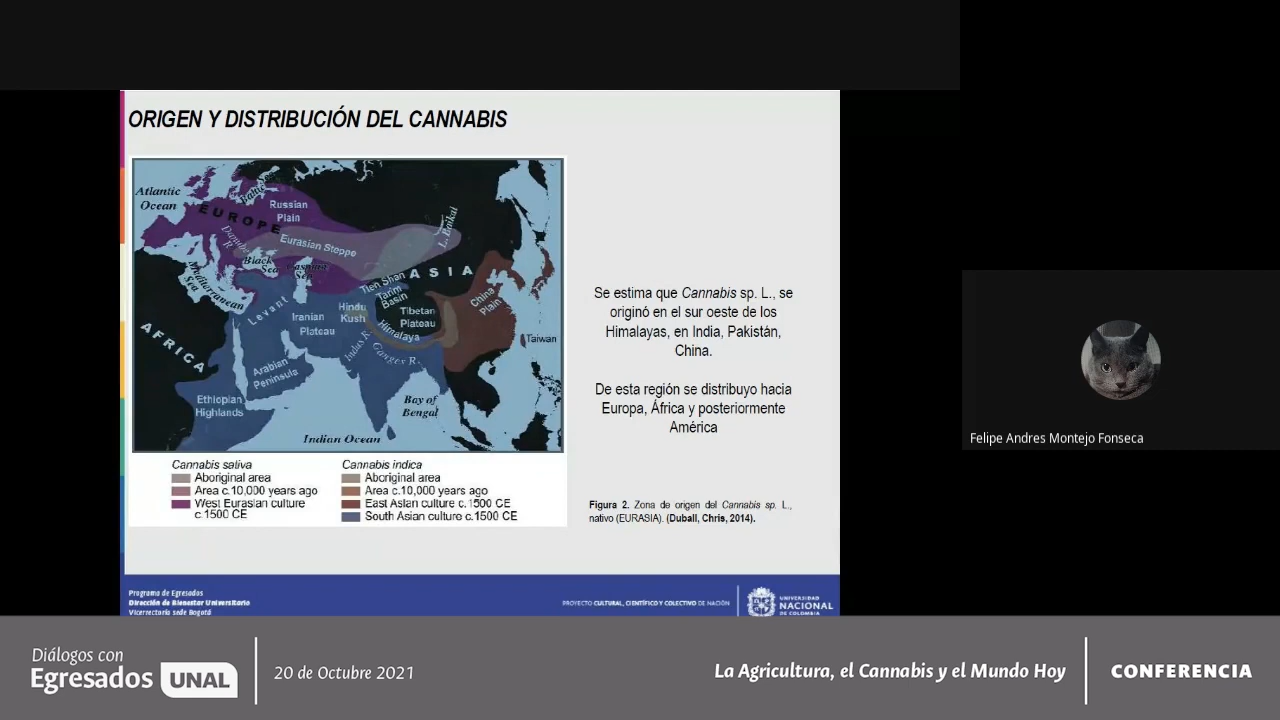 ORIGEN Y DISTRIBUCIÓN DEL CANNABIS
Atlantic
Ocean
Baltic
EUROPE
Russian
Plain
Danube
R.
Eurasian Steppe
L. Baikal
Black
Sea
Caspian
Sea
ASIA
Mediterranean
Sea
Levant
Tien Shan
Tarim
Basin
China
Plain
Iranian
Plateau
Hindu
Kush
Tibetan
Plateau
Himalaya
Indus R.
Ganges R.
Taiwan
AFRICA
Arabian
Peninsula
Ethiopian
Highlands
Bay of
Bengal
Indian Ocean
Cannabis sativa
Aboriginal area
Area c.10,000 years ago
West Eurasian culture
c.1500 CE
Cannabis indica
Aboriginal area
Area c.10,000 years ago
East Asian culture c.1500 CE
South Asian culture c.1500 CE
Se estima que Cannabis sp. L., se
originó en el sur oeste de los
Himalayas, en India, Pakistán,
China.
De esta región se distribuyo hacia
Europa, África y posteriormente
América
Figura 2. Zona de origen del Cannabis sp. L.,
nativo (EURASIA). (Duball, Chris, 2014).
Programa de Egresados
Dirección de Bienestar Universitario
Vicerrectoría sede Bogotá
PROYECTO CULTURAL, CIENTÍFICO Y COLECTIVO DE NACIÓN
UNIVERSIDAD
NACIONAL
DE COLOMBIA
Felipe Andres Montejo Fonseca
Diálogos con
Egresados UNAL
20 de Octubre 2021
La Agricultura, el Cannabis y el Mundo Hoy
CONFERENCIA